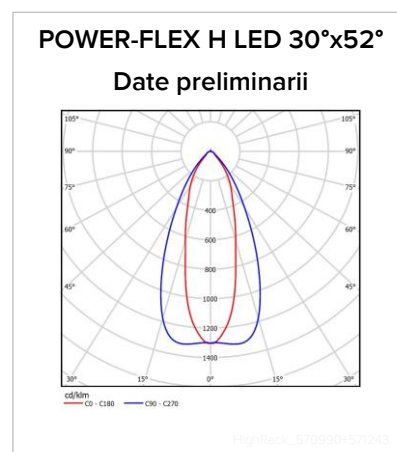 POWER-FLEX H LED 30°x52°
Date preliminarii
105° 105°
90° 90°
75° 75°
60° 60°
45° 45°
400
600
800
1000
1200
1400
30° 15° 0° 15° 30°
cd/klm
C0 - C180 C90 - C270
HighRack_570990+571243